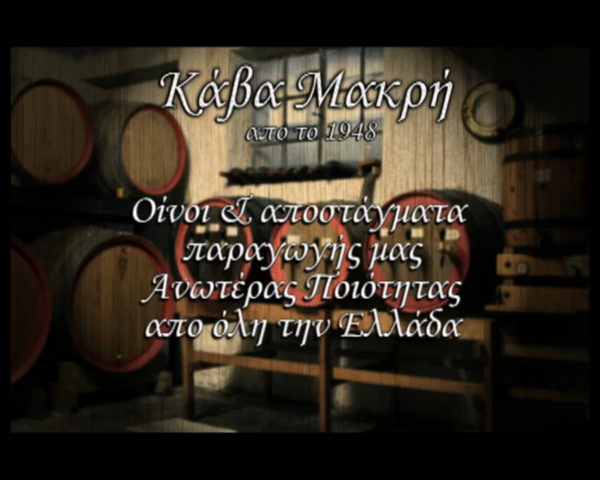 Κάβα Μακρή
απο το 1948
Οίνοι & αποστάγματα
παραγωγής μας
Ανωτέρας Ποιότητας
απο όλη την Ελλάδα